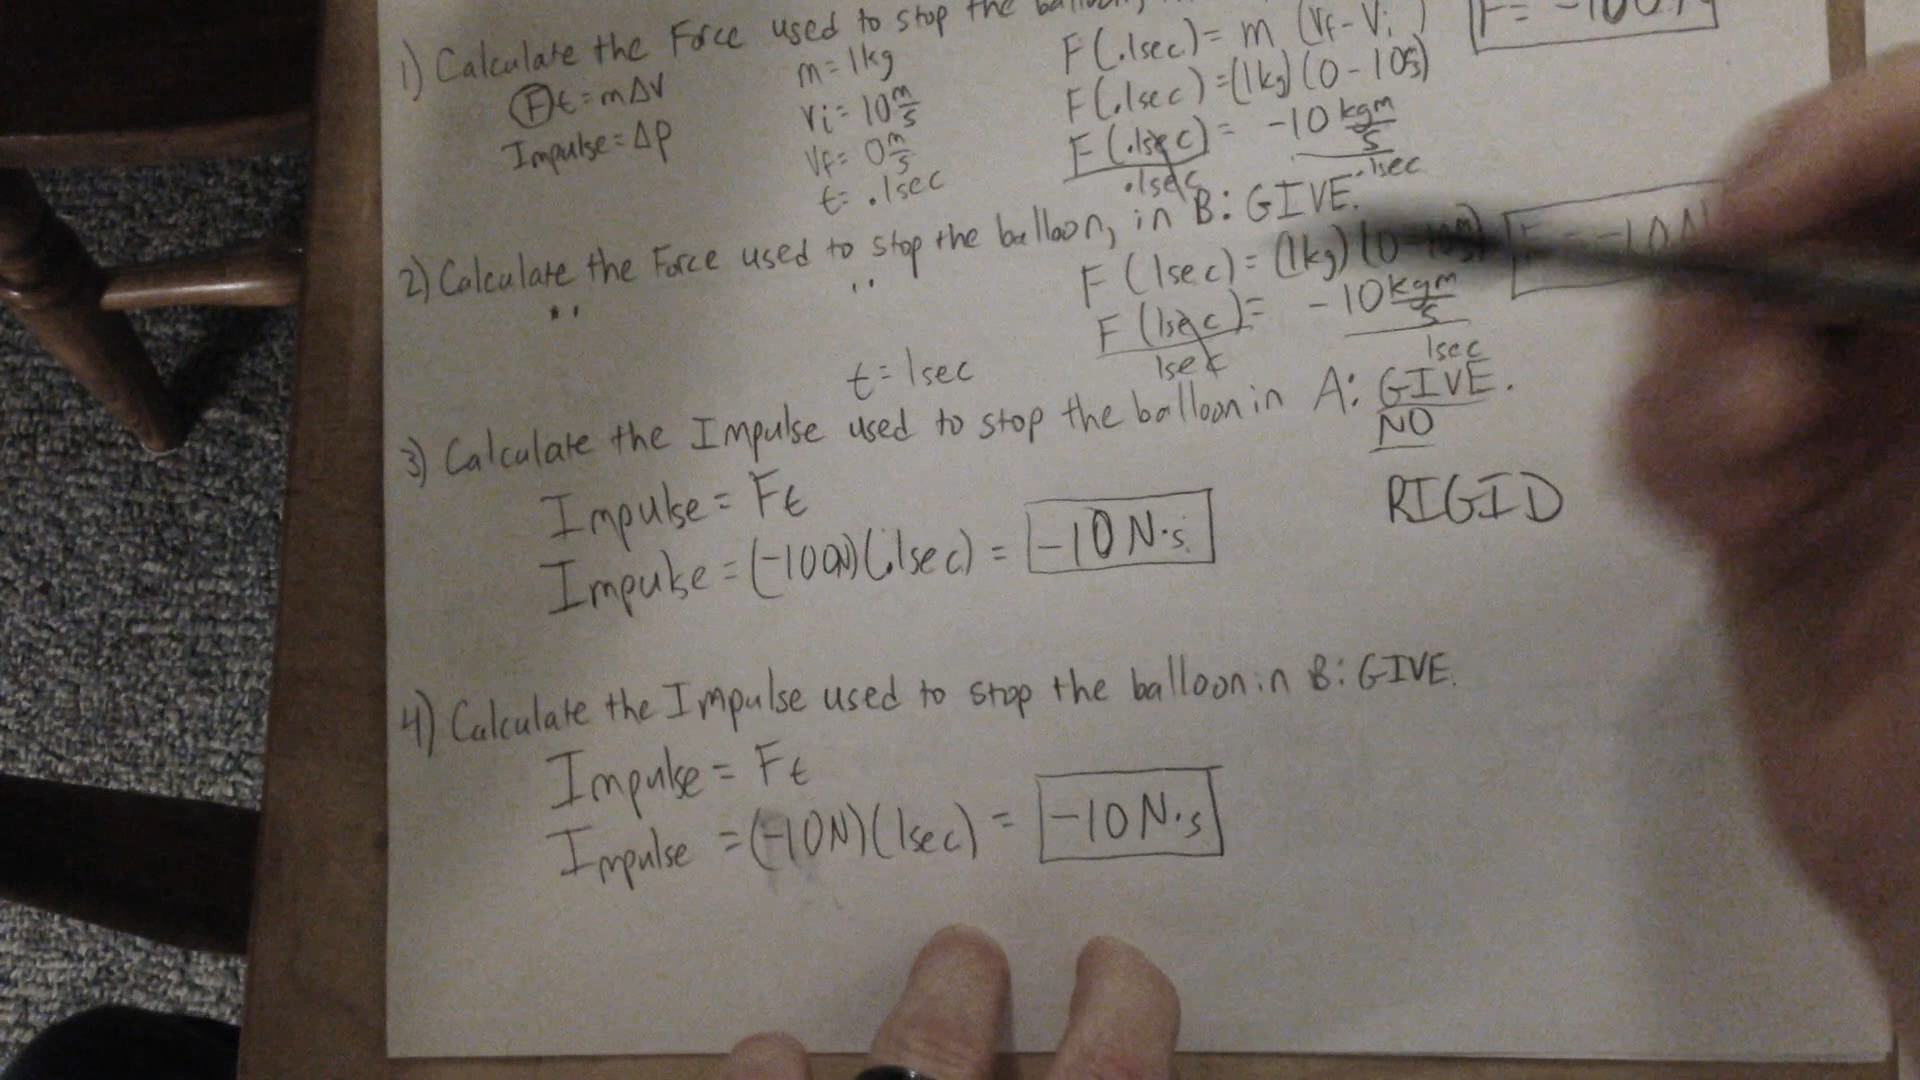 1) Calculate the Force used to stop the
Ft = mΔV
Impulse = Δp
m = 1kg
Vi = 10 m/s
Vf = 0 m/s
t = .1sec
F(.1sec) = m (Vf - Vi)
F(.1sec) = (1kg)(0 - 10 m/s)
F(.1sec) / .1sec = -10 kgm/s / .1sec
2) Calculate the Force used to stop the balloon, in B: GIVE.
" "
" "
t = 1sec
F (1sec) = (1kg)(0 -
F (1sec) / 1sec = -10 kgm/s / 1sec
F = -10N
3) Calculate the Impulse used to stop the balloon in A: GIVE.
NO
RIGID
Impulse = Ft
Impulse = (-100N)(.1sec) = -10 N·s
4) Calculate the Impulse used to stop the balloon in B: GIVE.
Impulse = Ft
Impulse = (-10N)(1sec) = -10 N·s